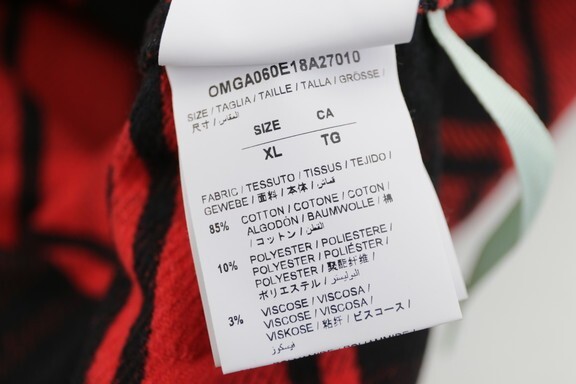 OMGA060E18A27010
SIZE / TAGLIA / TAILLE / TALLA / GRÖSSE /
尺寸 / المقاس
SIZE CA
XL TG
FABRIC / TESSUTO / TISSUS / TEJIDO /
GEWEBE / 面料 / 本体 / قماش
85% COTTON / COTONE / COTON /
ALGODÓN / BAUMWOLLE / 棉
/ コットン / القطن
10% POLYESTER / POLIESTERE /
POLYESTER / POLIÉSTER /
POLYESTER / 聚酯纤维 /
ポリエステル / البوليستر
3% VISCOSE / VISCOSA /
VISCOSE / VISCOSA /
VISKOSE / 粘纤 / ビスコース /
فيسكوز